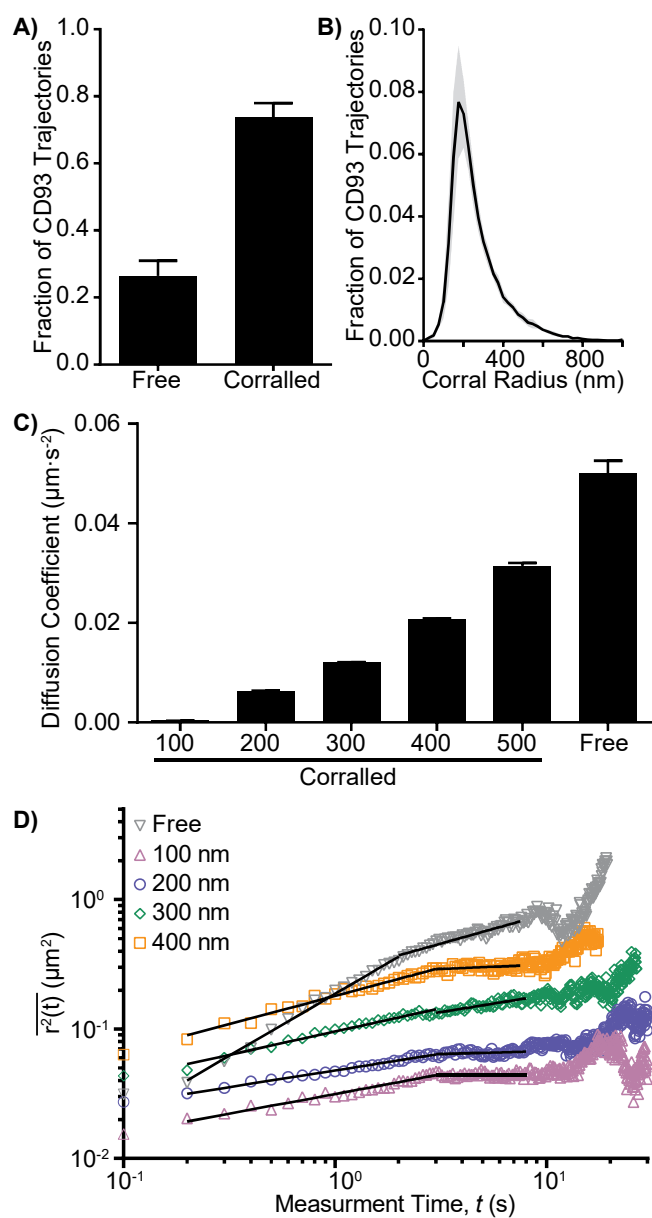 A)
Fraction of CD93 Trajectories
1.0
0.8
0.6
0.4
0.2
0.0
Free Corralled
B)
Fraction of CD93 Trajectories
0.10
0.08
0.06
0.04
0.02
0.00
0 400 800
Corral Radius (nm)
C)
Diffusion Coefficient (µm·s⁻²)
0.06
0.04
0.02
0.00
100 200 300 400 500 Free
Corralled
D)
Free
100 nm
200 nm
300 nm
400 nm
r²(t) (µm²)
10⁰
10⁻¹
10⁻²
10⁻¹ 10⁰ 10¹
Measurment Time, t (s)